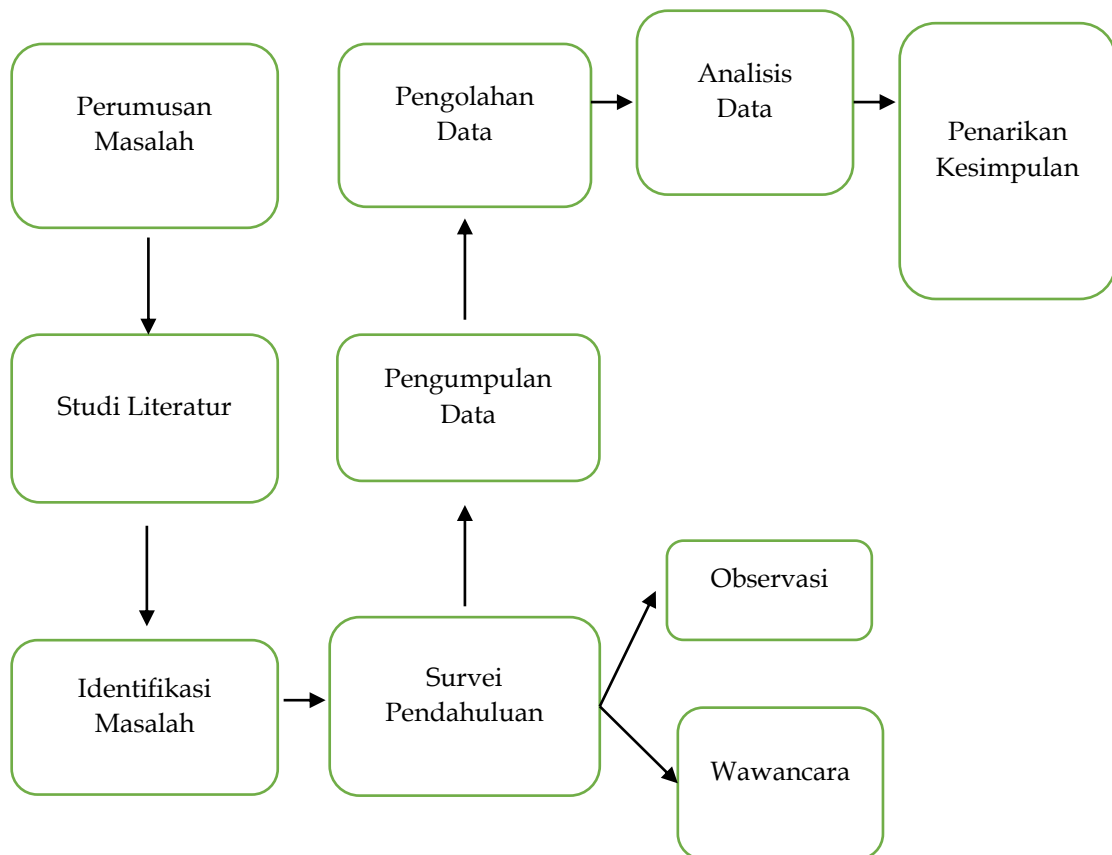 Perumusan
Masalah
Studi Literatur
Identifikasi
Masalah
Survei
Pendahuluan
Observasi
Wawancara
Pengumpulan
Data
Pengolahan
Data
Analisis
Data
Penarikan
Kesimpulan